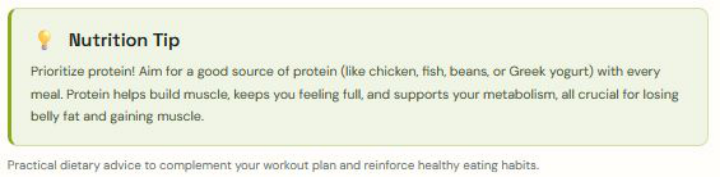 Nutrition Tip
Prioritize protein! Aim for a good source of protein (like chicken, fish, beans, or Greek yogurt) with every
meal. Protein helps build muscle, keeps you feeling full, and supports your metabolism, all crucial for losing
belly fat and gaining muscle.
Practical dietary advice to complement your workout plan and reinforce healthy eating habits.